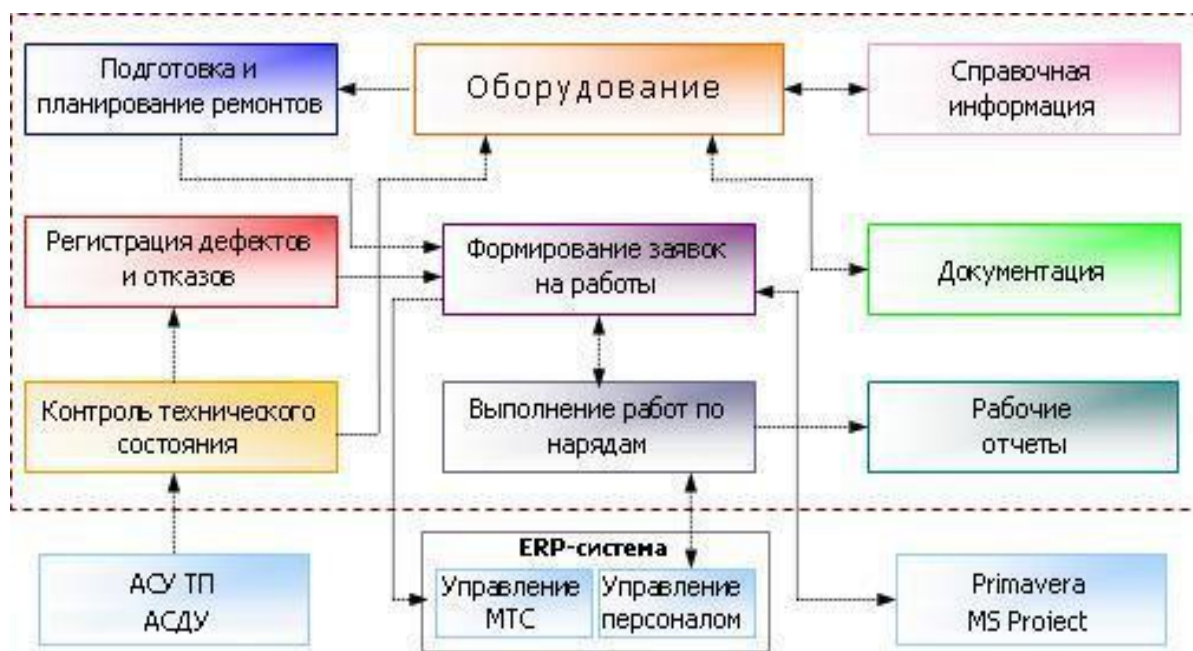 Подготовка и
планирование ремонтов
Оборудование
Справочная
информация
Регистрация дефектов
и отказов
Формирование заявок
на работы
Документация
Контроль технического
состояния
Выполнение работ по
нарядам
Рабочие
отчеты
АСУ ТП
АСДУ
ERP-система
Управление
МТС
Управление
персоналом
Primavera
MS Proiect